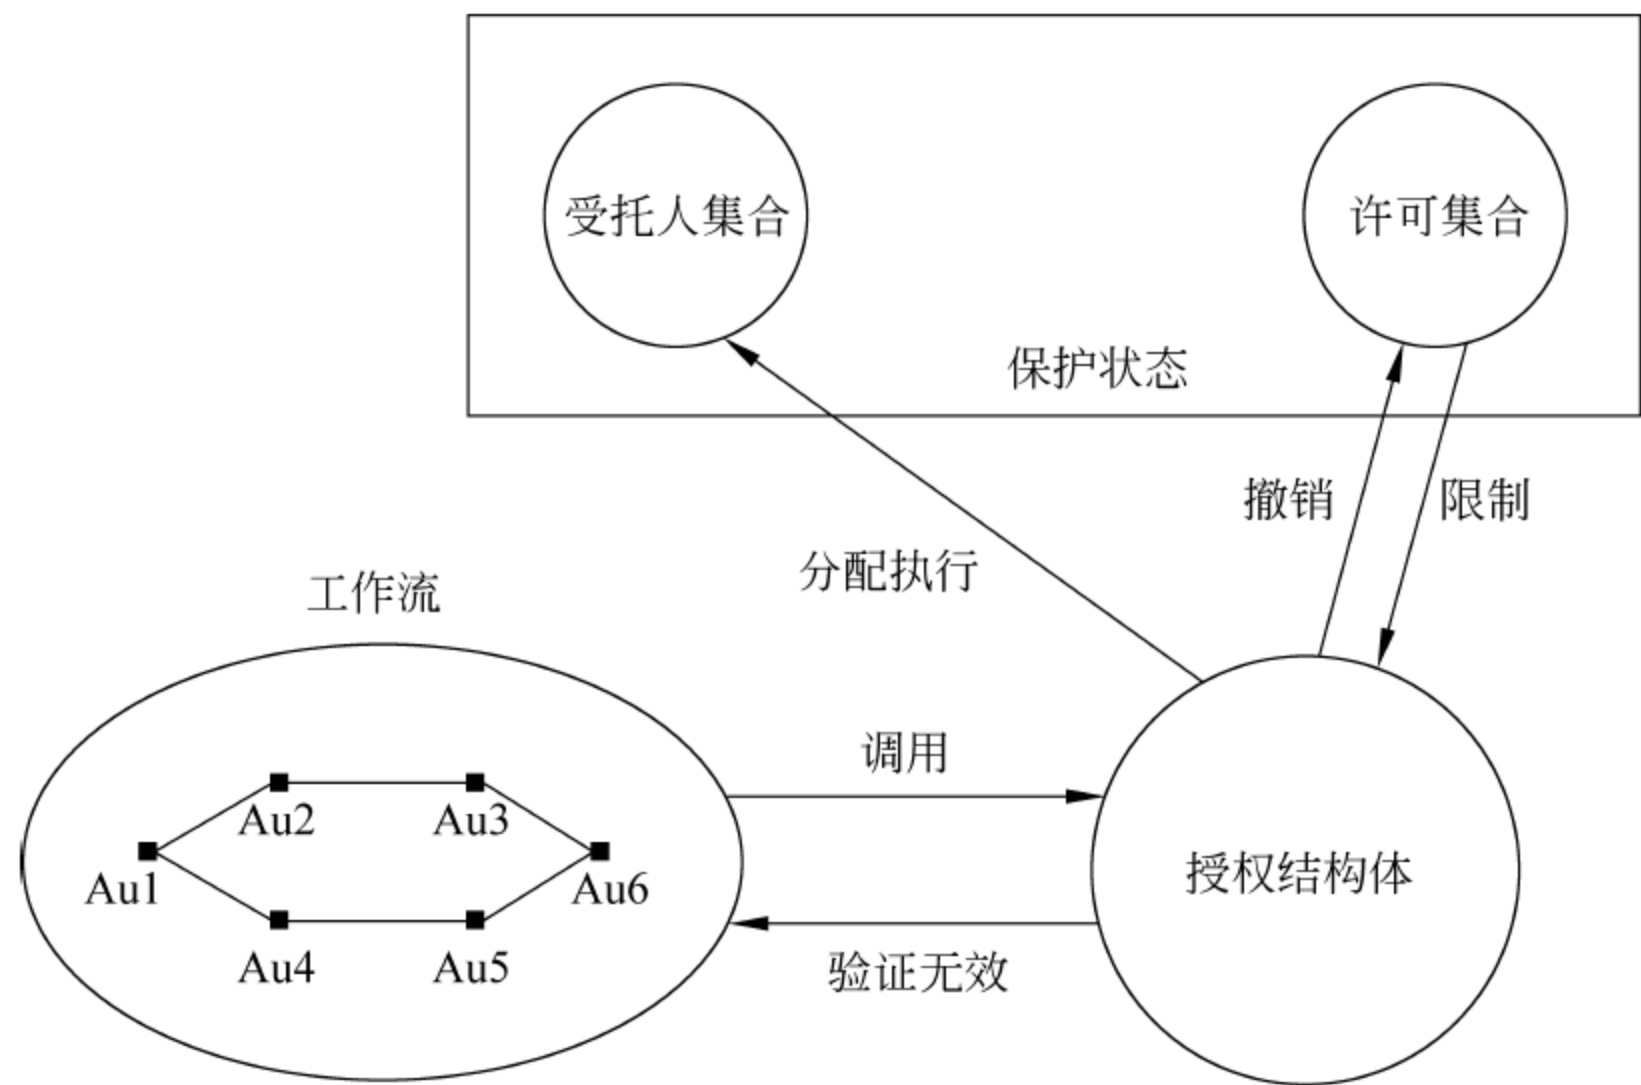 受托人集合
许可集合
保护状态
撤销
限制
分配执行
工作流
调用
Au2
Au3
Au1
Au6
授权结构体
Au4
Au5
验证无效